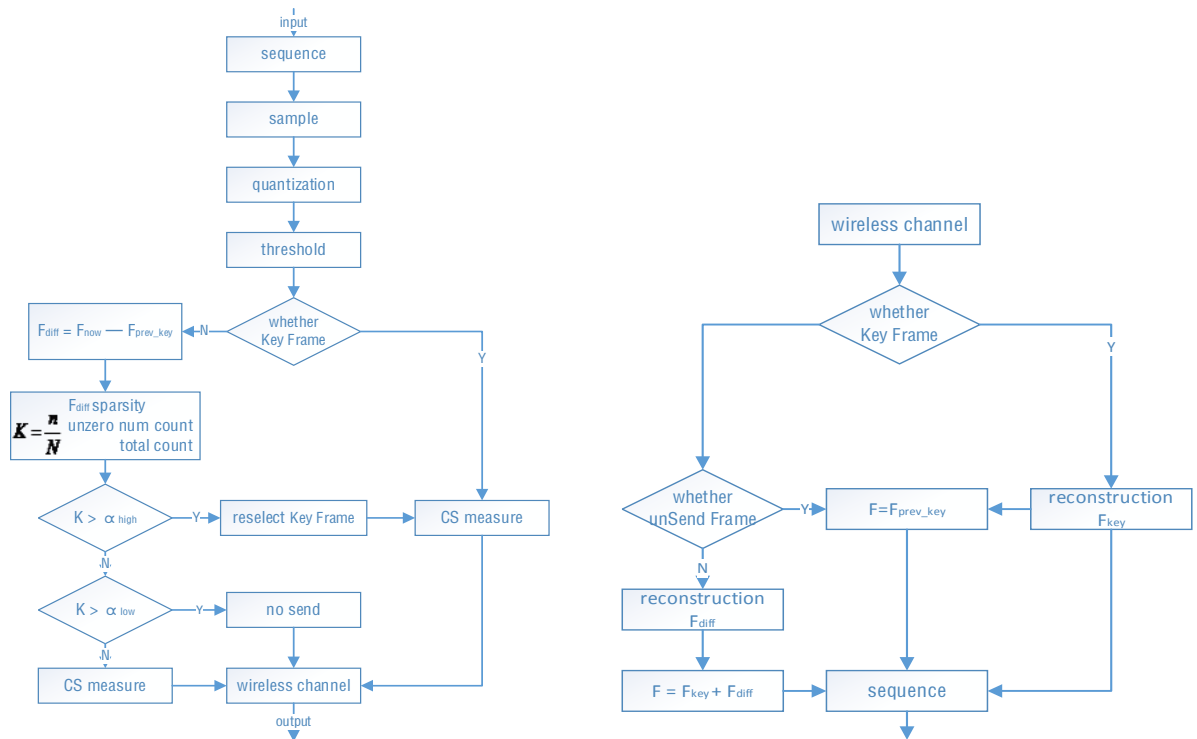 input
sequence
sample
quantization
threshold
whether
Key Frame
N
Y
Fdiff = Fnow — Fprev_key
Fdiff sparsity
K = n/N
unzero num count
total count
K > α high
Y
reselect Key Frame
CS measure
N
K > α low
Y
no send
N
CS measure
wireless channel
output
wireless channel
whether
Key Frame
Y
whether
unSend Frame
Y
F=Fprev_key
reconstruction
Fkey
N
reconstruction
Fdiff
F = Fkey + Fdiff
sequence